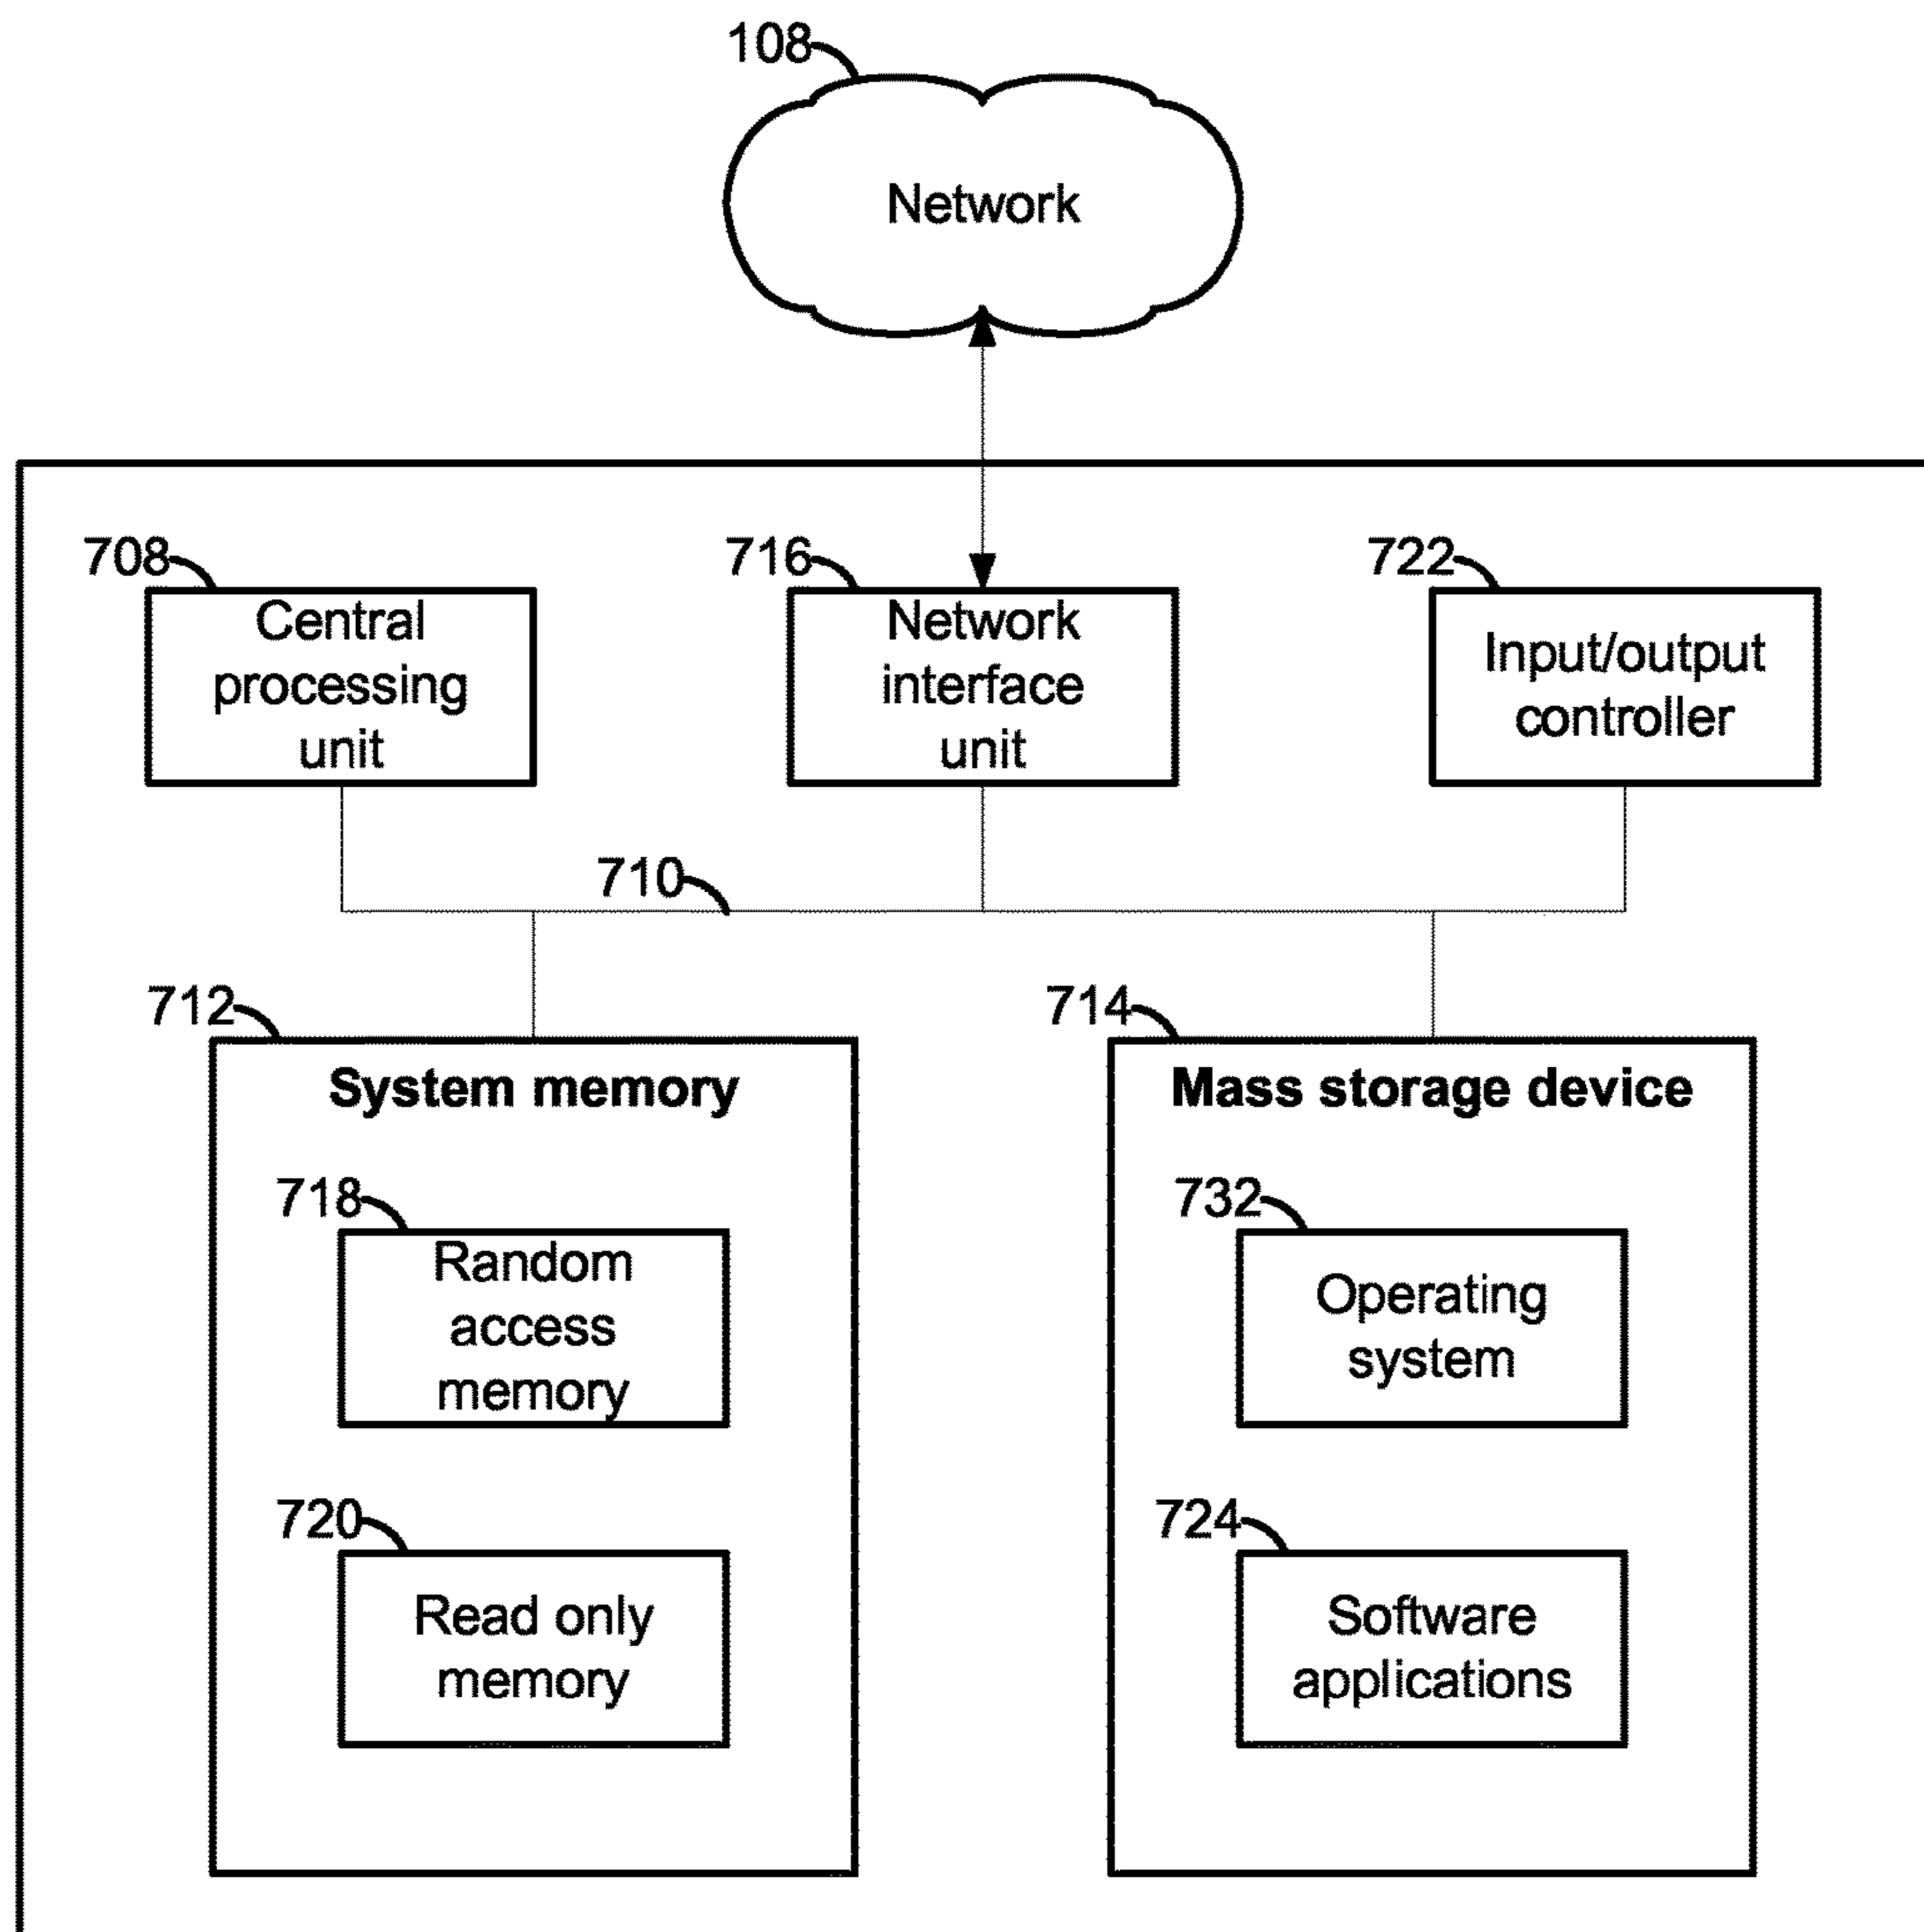 108
Network
708
Central
processing
unit
716
Network
interface
unit
722
Input/output
controller
710
712
System memory
718
Random
access
memory
720
Read only
memory
714
Mass storage device
732
Operating
system
724
Software
applications